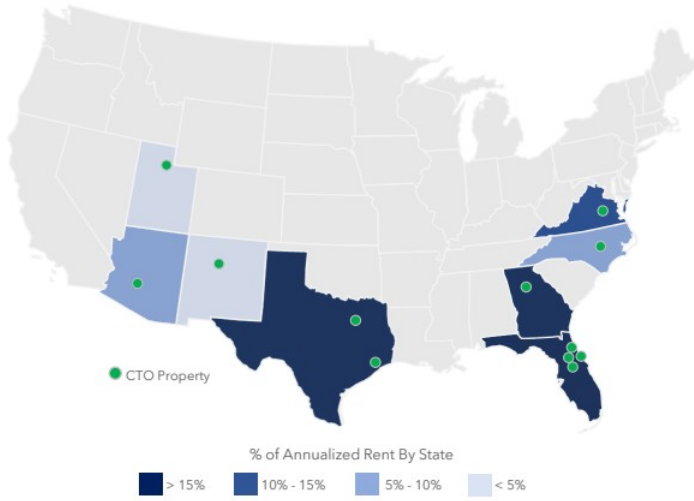 CTO Property
% of Annualized Rent By State
> 15%
10% - 15%
5% - 10%
< 5%